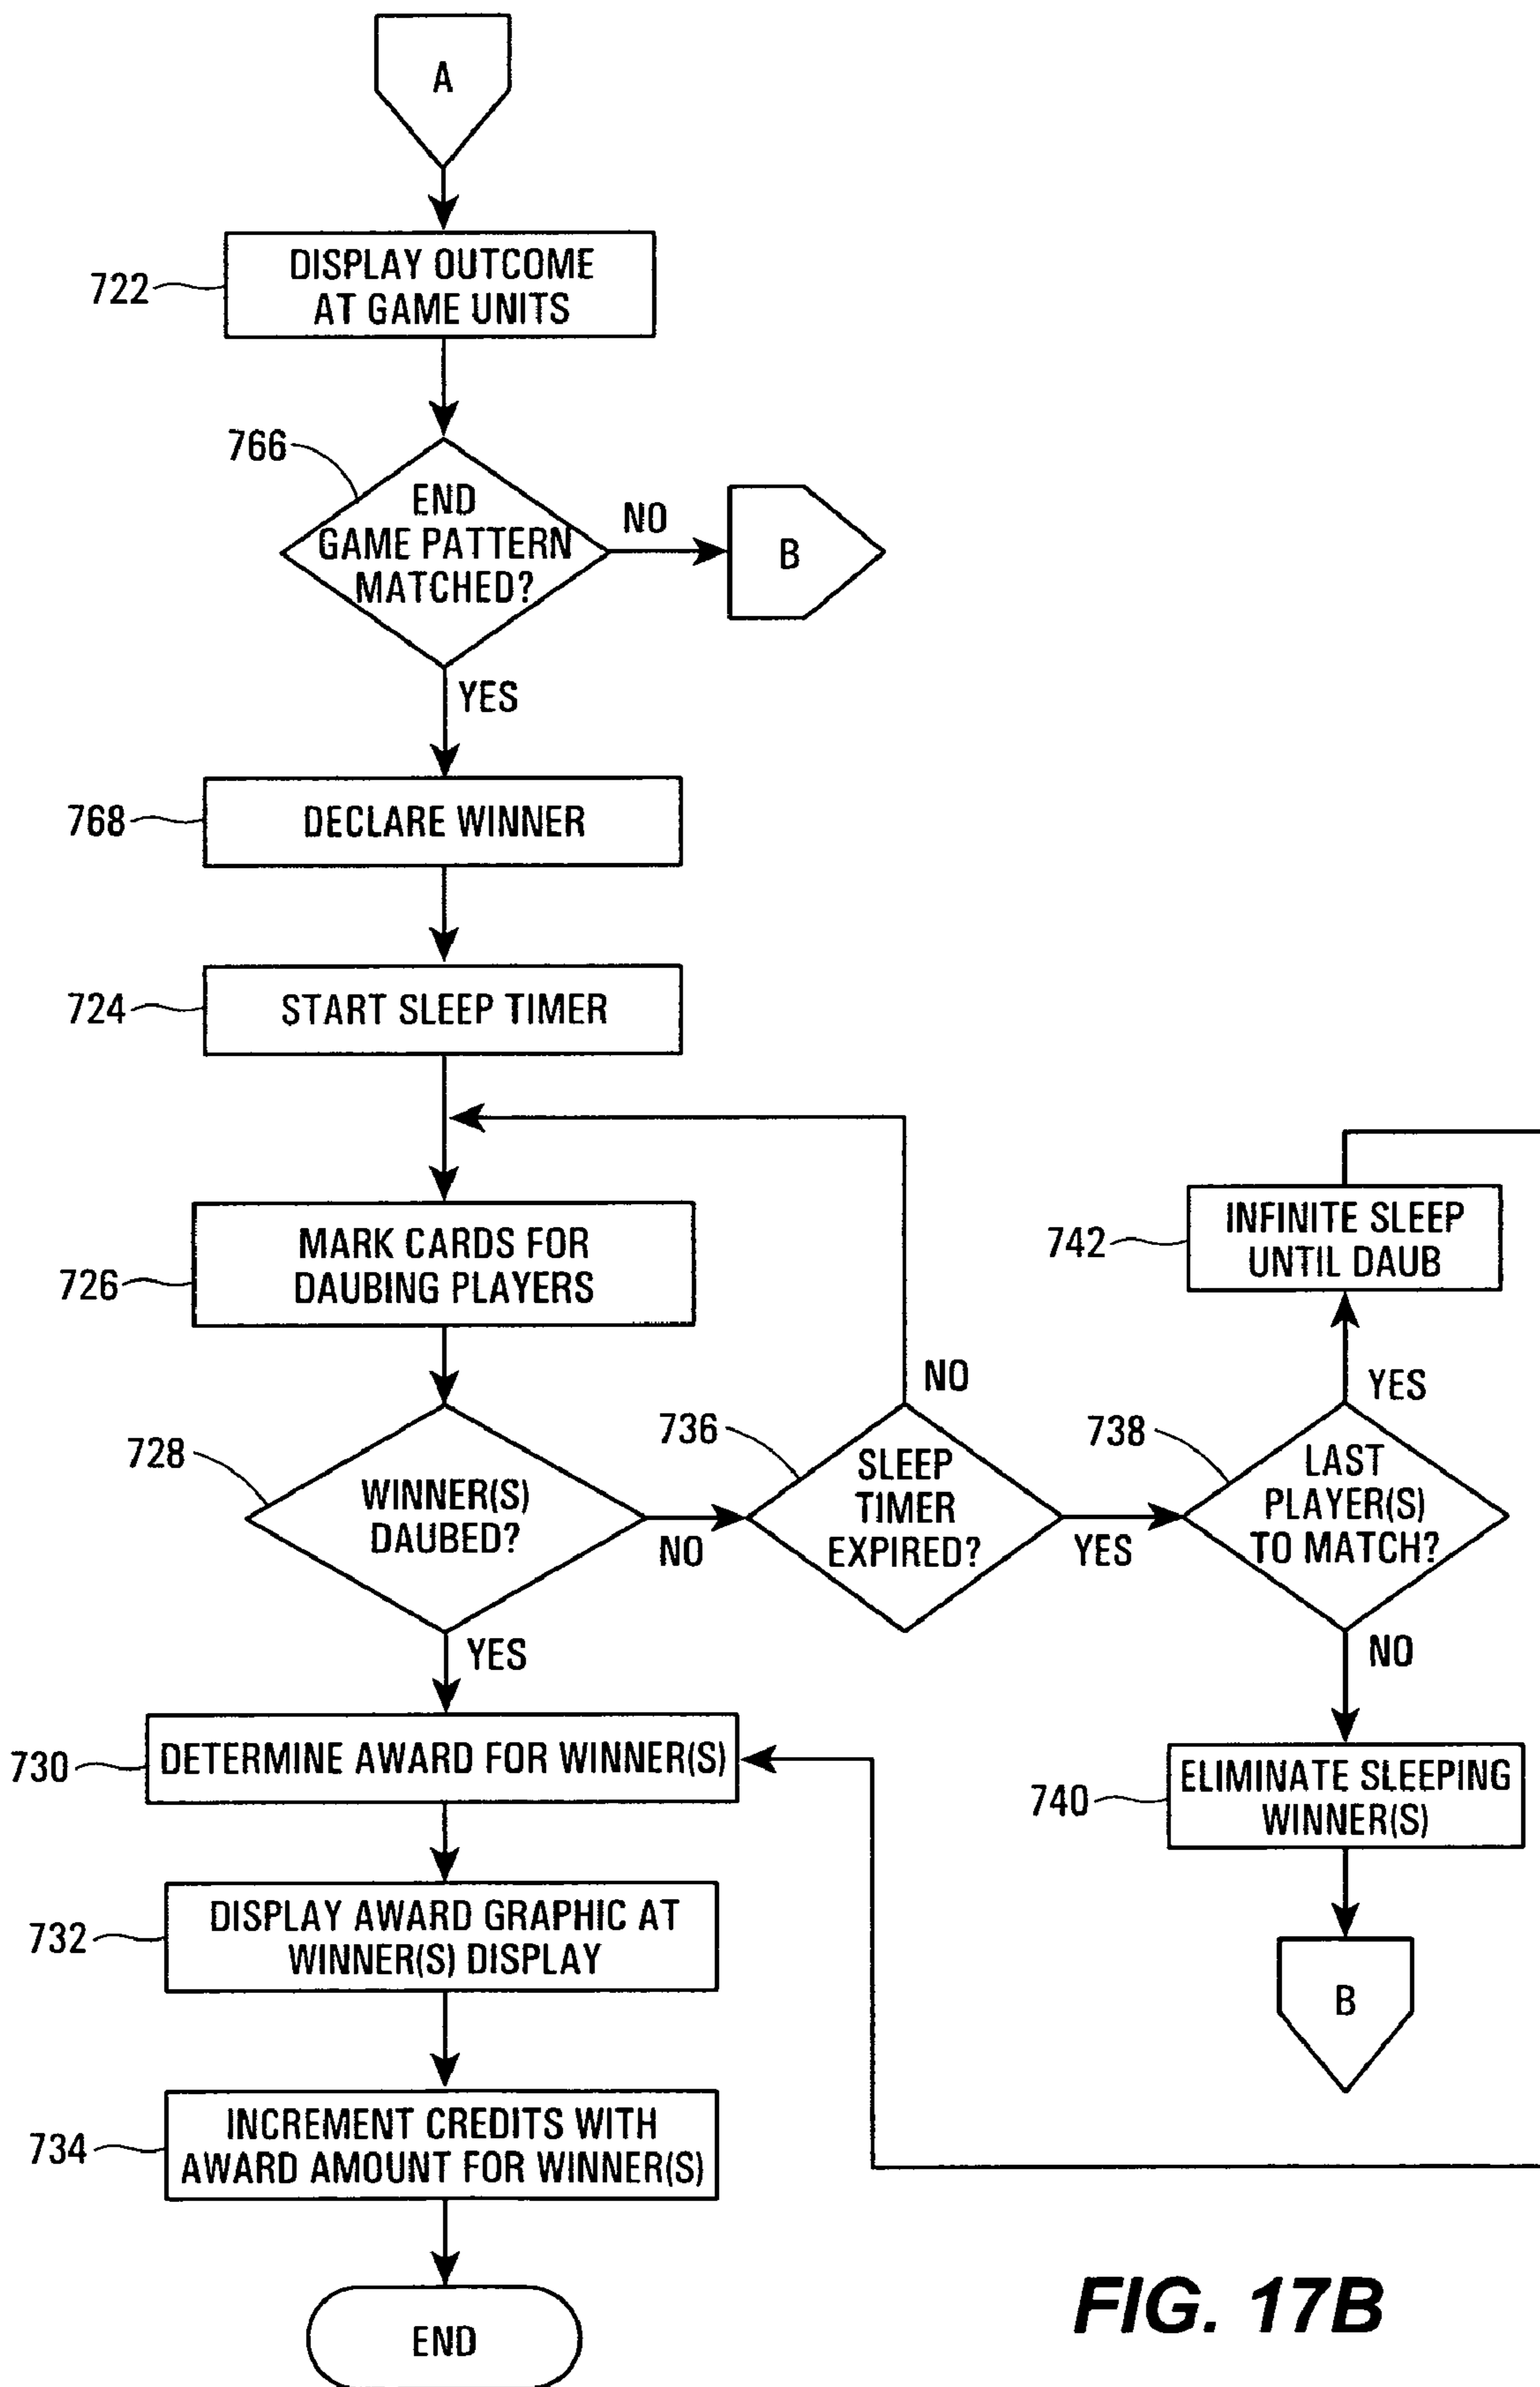 A
722
DISPLAY OUTCOME
AT GAME UNITS
766
END
GAME PATTERN
MATCHED?
NO
B
YES
768
DECLARE WINNER
724
START SLEEP TIMER
726
MARK CARDS FOR
DAUBING PLAYERS
742
INFINITE SLEEP
UNTIL DAUB
728
WINNER(S)
DAUBED?
NO
736
SLEEP
TIMER
EXPIRED?
NO
YES
738
LAST
PLAYER(S)
TO MATCH?
YES
NO
YES
730
DETERMINE AWARD FOR WINNER(S)
740
ELIMINATE SLEEPING
WINNER(S)
B
732
DISPLAY AWARD GRAPHIC AT
WINNER(S) DISPLAY
734
INCREMENT CREDITS WITH
AWARD AMOUNT FOR WINNER(S)
END
FIG. 17B